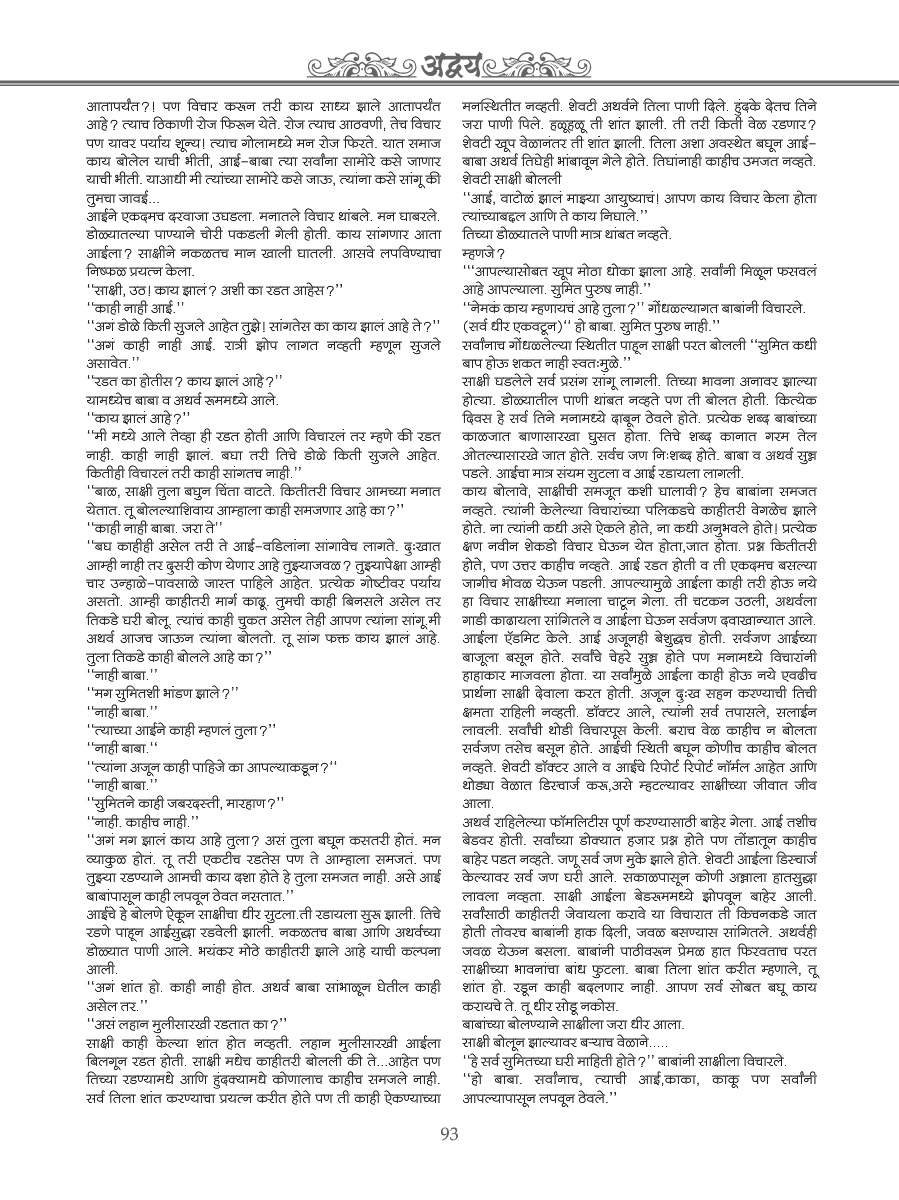 अद्वय
आतापर्यंत?! पण विचार करून तरी काय साध्य झाले आतापर्यंत
आहे? त्याच ठिकाणी रोज फिरून येते. रोज त्याच आठवणी, तेच विचार
पण यावर पर्याय शून्य! त्याच गोलामध्ये मन रोज फिरते. यात समाज
काय बोलेल याची भीती, आई-बाबा त्या सर्वांना सामोरे कसे जाणार
याची भीती. याआधी मी त्यांच्या सामोरे कसे जाऊ, त्यांना कसे सांगू की
तुमचा जावई...
आईने एकदमच दरवाजा उघडला. मनातले विचार थांबले. मन घाबरले.
डोळ्यातल्या पाण्याने चोरी पकडली गेली होती. काय सांगणार आता
आईला? साक्षीने नकळतच मान खाली घातली. आसवे लपविण्याचा
निष्फळ प्रयत्न केला.
‘‘साक्षी, उठ! काय झालं? अशी का रडत आहेस?’’
‘‘काही नाही आई.’’
‘‘अगं डोळे किती सुजले आहेत तुझे! सांगतेस का काय झालं आहे ते?’’
‘‘अगं काही नाही आई. रात्री झोप लागत नव्हती म्हणून सुजले
असावेत.’’
‘‘रडत का होतीस? काय झालं आहे?’’
यामध्येच बाबा व अथर्व रूममध्ये आले.
‘‘काय झालं आहे?’’
‘‘मी मध्ये आले तेव्हा ही रडत होती आणि विचारलं तर म्हणे की रडत
नाही. काही नाही झालं. बघा तरी तिचे डोळे किती सुजले आहेत.
कितीही विचारलं तरी काही सांगतच नाही.’’
‘‘बाळ, साक्षी तुला बघुन चिंता वाटते. कितीतरी विचार आमच्या मनात
येतात. तू बोलल्याशिवाय आम्हाला काही समजणार आहे का?’’
‘‘काही नाही बाबा. जरा ते’’
‘‘बघ काहीही असेल तरी ते आई-वडिलांना सांगावेच लागते. दुःखात
आम्ही नाही तर दुसरी कोण येणार आहे तुझ्याजवळ? तुझ्यापेक्षा आम्ही
चार उन्हाळे-पावसाळे जास्त पाहिले आहेत. प्रत्येक गोष्टीवर पर्याय
असतो. आम्ही काहीतरी मार्ग काढू. तुमची काही बिनसले असेल तर
तिकडे घरी बोलू. त्यांचं काही चुकत असेल तेही आपण त्यांना सांगू.मी
अथर्व आजच जाऊन त्यांना बोलतो. तू सांग फक्त काय झालं आहे.
तुला तिकडे काही बोलले आहे का?’’
‘‘नाही बाबा.’’
‘‘मग सुमितशी भांडण झाले?’’
‘‘नाही बाबा.’’
‘‘त्याच्या आईने काही म्हणलं तुला?’’
‘‘नाही बाबा.‘‘
‘‘त्यांना अजून काही पाहिजे का आपल्याकडून?‘‘
‘‘नाही बाबा.’’
‘‘सुमितने काही जबरदस्ती, मारहाण?’’
‘‘नाही. काहीच नाही.’’
‘‘अगं मग झालं काय आहे तुला? असं तुला बघून कसतरी होतं. मन
व्याकुळ होतं. तू तरी एकटीच रडतेस पण ते आम्हाला समजतं. पण
तुझ्या रडण्याने आमची काय दशा होते हे तुला समजत नाही. असे आई
बाबांपासून काही लपवून ठेवत नसतात.’’
आईचे हे बोलणे ऐकून साक्षीचा धीर सुटला.ती रडायला सुरू झाली. तिचे
रडणे पाहून आईसुद्धा रडवेली झाली. नकळतच बाबा आणि अथर्वच्या
डोळ्यात पाणी आले. भयंकर मोठे काहीतरी झाले आहे याची कल्पना
आली.
‘‘अगं शांत हो. काही नाही होत. अथर्व बाबा सांभाळून घेतील काही
असेल तर.’’
‘‘असं लहान मुलीसारखी रडतात का?’’
साक्षी काही केल्या शांत होत नव्हती. लहान मुलीसारखी आईला
बिलगून रडत होती. साक्षी मधेच काहीतरी बोलली की ते...आहेत पण
तिच्या रडण्यामधे आणि हुंदक्यामधे कोणालाच काहीच समजले नाही.
सर्व तिला शांत करण्याचा प्रयत्न करीत होते पण ती काही ऐकण्याच्या
मनःस्थितीत नव्हती. शेवटी अथर्वने तिला पाणी दिले. हुंदके देतच तिने
जरा पाणी पिले. हळूहळू ती शांत झाली. ती तरी किती वेळ रडणार?
शेवटी खूप वेळानंतर ती शांत झाली. तिला अशा अवस्थेत बघून आई-
बाबा अथर्व तिघेही भांबावून गेले होते. तिघांनाही काहीच उमजत नव्हते.
शेवटी साक्षी बोलली
‘‘आई, वाटोळं झालं माझ्या आयुष्याचं! आपण काय विचार केला होता
त्यांच्याबद्दल आणि ते काय निघाले.’’
तिच्या डोळ्यातले पाणी मात्र थांबत नव्हते.
म्हणजे?
‘‘‘आपल्यासोबत खूप मोठा धोका झाला आहे. सर्वांनी मिळून फसवलं
आहे आपल्याला. सुमित पुरुष नाही.’’
‘‘नेमकं काय म्हणायचं आहे तुला?’’ गोंधळल्यागत बाबांनी विचारले.
(सर्व धीर एकवटून)‘‘ हो बाबा. सुमित पुरुष नाही.’’
सर्वांनाच गोंधळलेल्या स्थितीत पाहून साक्षी परत बोलली ‘‘सुमित कधी
बाप होऊ शकत नाही स्वतःमुळे.’’
साक्षी घडलेले सर्व प्रसंग सांगू लागली. तिच्या भावना अनावर झाल्या
होत्या. डोळ्यातील पाणी थांबत नव्हते पण ती बोलत होती. कित्येक
दिवस हे सर्व तिने मनामध्ये दाबून ठेवले होते. प्रत्येक शब्द बाबांच्या
काळजात बाणासारखा घुसत होता. तिचे शब्द कानात गरम तेल
ओतल्यासारखे जात होते. सर्वच जण निःशब्द होते. बाबा व अथर्व सुन्न
पडले. आईचा मात्र संयम सुटला व आई रडायला लागली.
काय बोलावे, साक्षीची समजूत कशी घालावी? हेच बाबांना समजत
नव्हते. त्यांनी केलेल्या विचारांच्या पलिकडचे काहीतरी वेगळेच झाले
होते. ना त्यांनी कधी असे ऐकले होते, ना कधी अनुभवले होते! प्रत्येक
क्षण नवीन शेकडो विचार घेऊन येत होता,जात होता. प्रश्न कितीतरी
होते, पण उत्तर काहीच नव्हते. आई रडत होती व ती एकदमच बसल्या
जागीच भोवळ येऊन पडली. आपल्यामुळे आईला काही तरी होऊ नये
हा विचार साक्षीच्या मनाला चाटून गेला. ती चटकन उठली, अथर्वला
गाडी काढायला सांगितले व आईला घेऊन सर्वजण दवाखान्यात आले.
आईला ऍडमिट केले. आई अजूनही बेशुद्धच होती. सर्वजण आईच्या
बाजूला बसून होते. सर्वांचे चेहरे सुन्न होते पण मनामध्ये विचारांनी
हाहाकार माजवला होता. या सर्वांमुळे आईला काही होऊ नये एवढीच
प्रार्थना साक्षी देवाला करत होती. अजून दुःख सहन करण्याची तिची
क्षमता राहिली नव्हती. डॉक्टर आले, त्यांनी सर्व तपासले, सलाईन
लावली. सर्वांची थोडी विचारपूस केली. बराच वेळ काहीच न बोलता
सर्वजण तसेच बसून होते. आईची स्थिती बघून कोणीच काहीच बोलत
नव्हते. शेवटी डॉक्टर आले व आईचे रिपोर्ट रिपोर्ट नॉर्मल आहेत आणि
थोड्या वेळात डिस्चार्ज करू,असे म्हटल्यावर साक्षीच्या जीवात जीव
आला.
अथर्व राहिलेल्या फॉमलिटीस पूर्ण करण्यासाठी बाहेर गेला. आई तशीच
बेडवर होती. सर्वांच्या डोक्यात हजार प्रश्न होते पण तोंडातून काहीच
बाहेर पडत नव्हते. जणू सर्व जण मुके झाले होते. शेवटी आईला डिस्चार्ज
केल्यावर सर्व जण घरी आले. सकाळपासून कोणी अन्नाला हातसुद्धा
लावला नव्हता. साक्षी आईला बेडरूममध्ये झोपवून बाहेर आली.
सर्वांसाठी काहीतरी जेवायला करावे या विचारात ती किचनकडे जात
होती तोवरच बाबांनी हाक दिली, जवळ बसण्यास सांगितले. अथर्वही
जवळ येऊन बसला. बाबांनी पाठीवरून प्रेमळ हात फिरवताच परत
साक्षीच्या भावनांचा बांध फुटला. बाबा तिला शांत करीत म्हणाले, तू
शांत हो. रडून काही बदलणार नाही. आपण सर्व सोबत बघू काय
करायचे ते. तू धीर सोडू नकोस.
बाबांच्या बोलण्याने साक्षीला जरा धीर आला.
साक्षी बोलून झाल्यावर बऱ्याच वेळाने.....
‘‘हे सर्व सुमितच्या घरी माहिती होते?’’ बाबांनी साक्षीला विचारले.
‘‘हो बाबा. सर्वांनाच, त्याची आई,काका, काकू पण सर्वांनी
आपल्यापासून लपवून ठेवले.’’
93